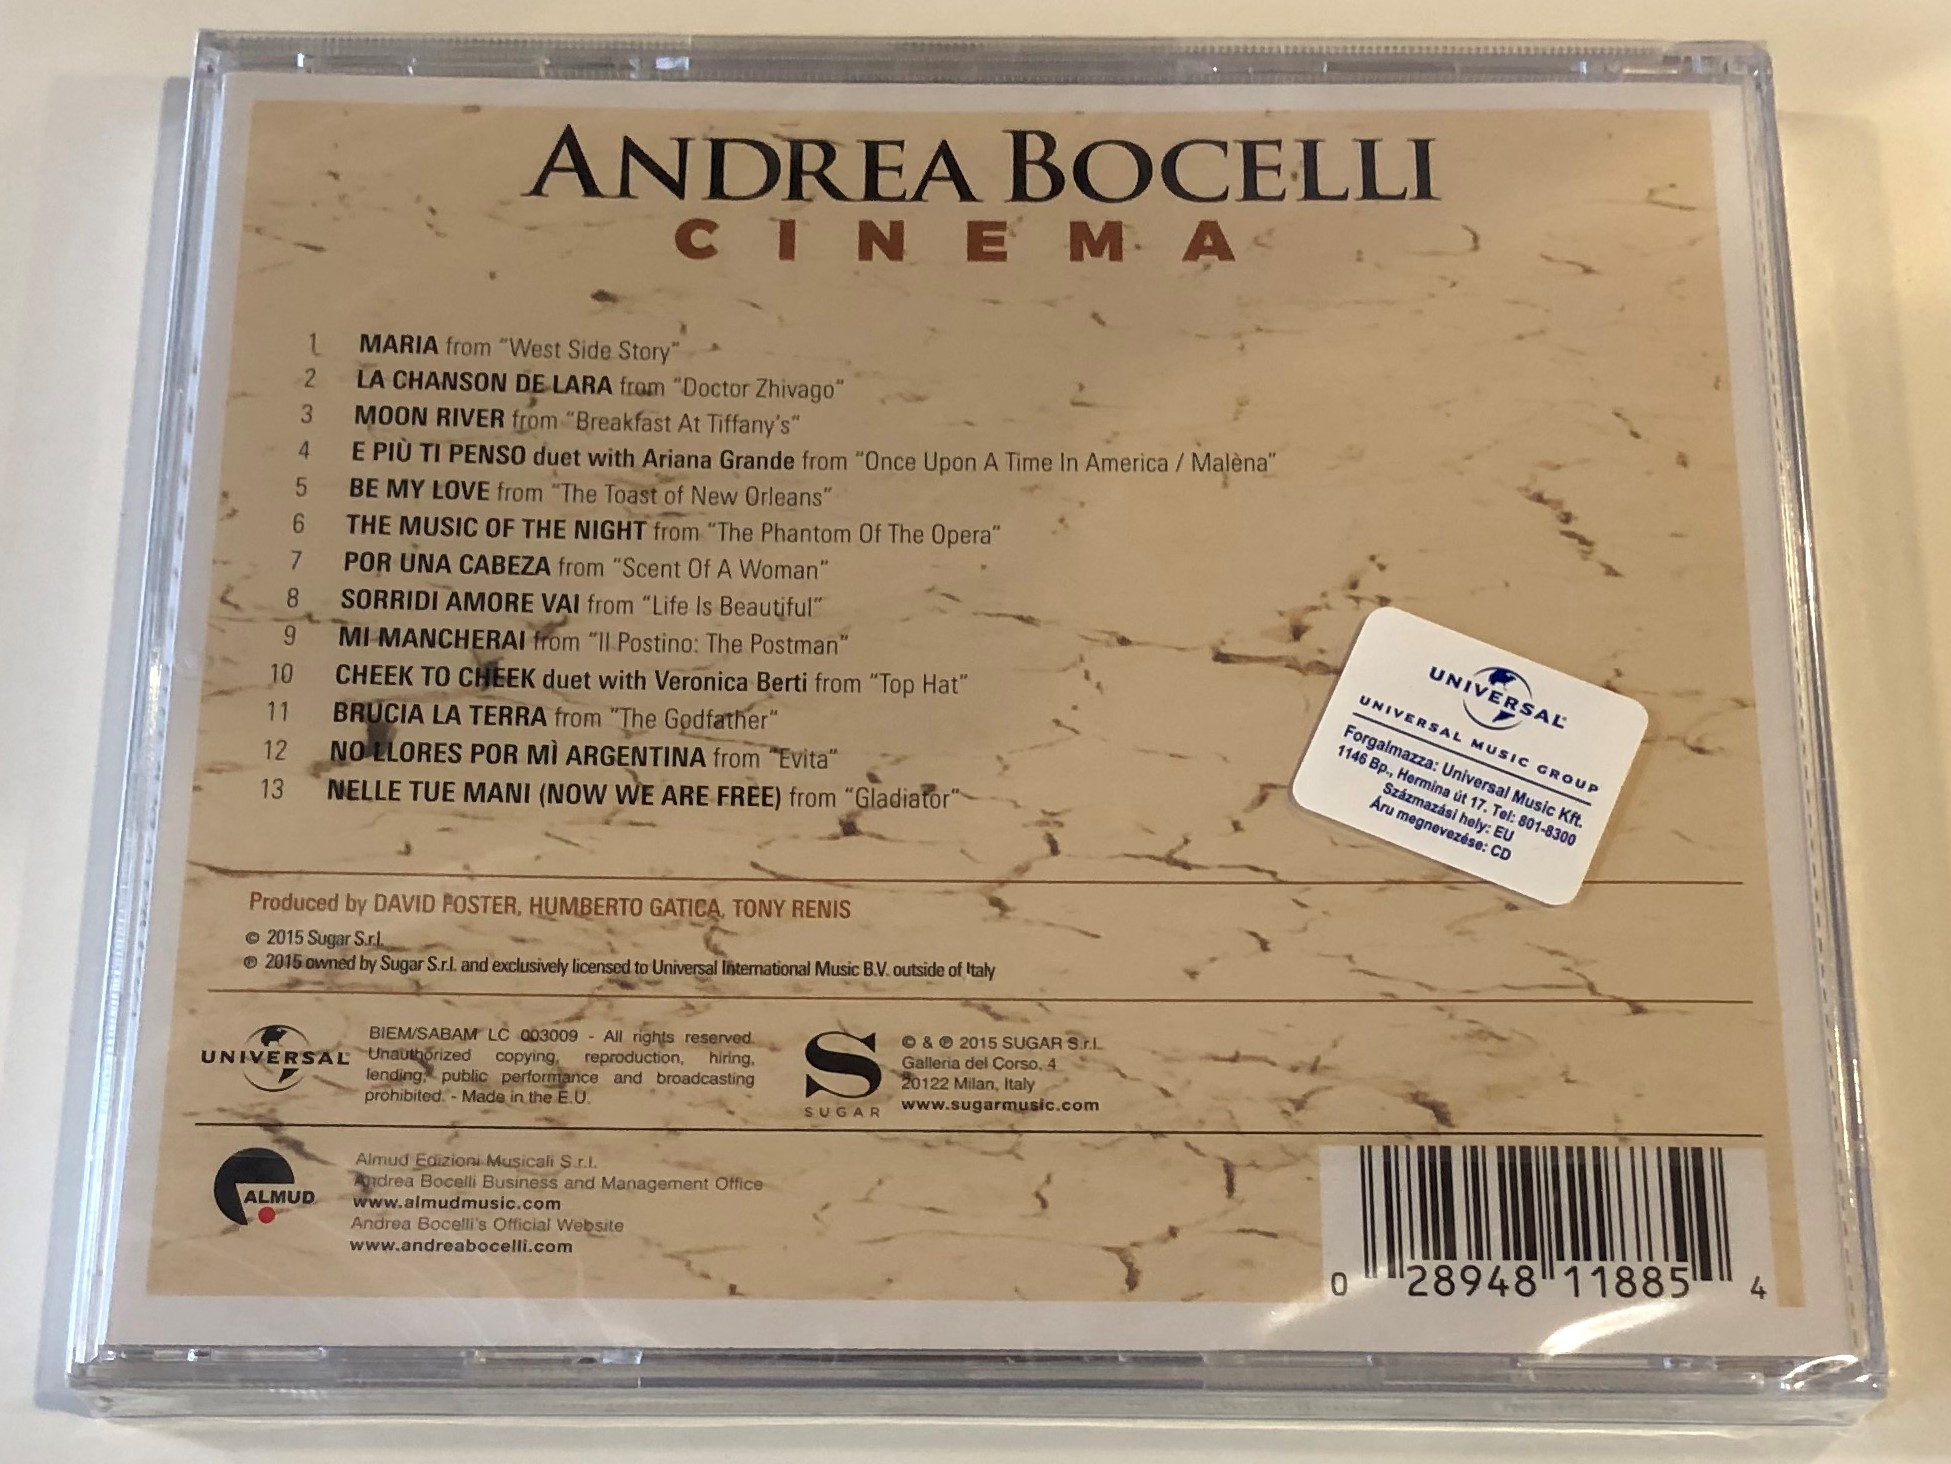 ANDREA BOCELLI
CINEMA
1 MARIA from "West Side Story"
2 LA CHANSON DE LARA from "Doctor Zhivago"
3 MOON RIVER from "Breakfast At Tiffany's"
4 E PIÙ TI PENSO duet with Ariana Grande from "Once Upon A Time In America / Malèna"
5 BE MY LOVE from "The Toast of New Orleans"
6 THE MUSIC OF THE NIGHT from "The Phantom Of The Opera"
7 POR UNA CABEZA from "Scent Of A Woman"
8 SORRIDI AMORE VAI from "Life Is Beautiful"
9 MI MANCHERAI from "Il Postino: The Postman"
10 CHEEK TO CHEEK duet with Veronica Berti from "Top Hat"
11 BRUCIA LA TERRA from "The Godfather"
12 NO LLORES POR MÌ ARGENTINA from "Evita"
13 NELLE TUE MANI (NOW WE ARE FREE) from "Gladiator"
UNIVERSAL
UNIVERSAL MUSIC GROUP
Forgalmazza: Universal Music Kft.
1146 Bp., Hermina út 17. Tel: 801-8300
Százmazási hely: EU
Áru megnevezése: CD
Produced by DAVID FOSTER, HUMBERTO GATICA, TONY RENIS
© 2015 Sugar S.r.l.
℗ 2015 owned by Sugar S.r.l. and exclusively licensed to Universal International Music B.V. outside of Italy
UNIVERSAL
BIEM/SABAM LC 003009 - All rights reserved.
Unauthorized copying, reproduction, hiring,
lending, public performance and broadcasting
prohibited. - Made in the E.U.
S
SUGAR
© & ℗ 2015 SUGAR S.r.l.
Galleria del Corso, 4
20122 Milan, Italy
www.sugarmusic.com
ALMUD
Almud Edizioni Musicali S.r.l.
Andrea Bocelli Business and Management Office
www.almudmusic.com
Andrea Bocelli's Official Website
www.andreabocelli.com
0 28948 11885 4